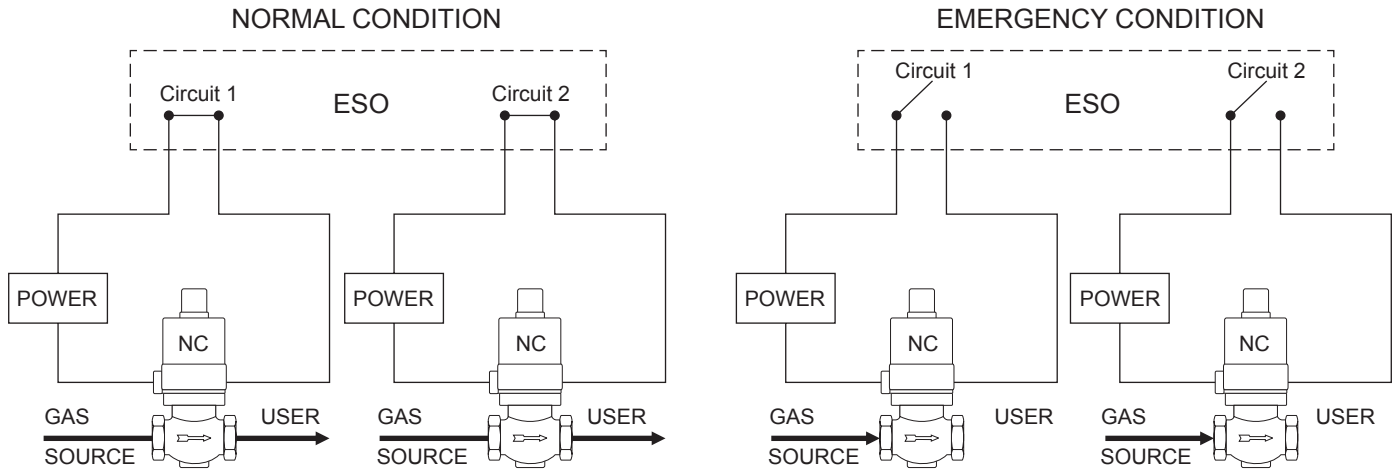 NORMAL CONDITION
Circuit 1
ESO
Circuit 2
POWER
NC
POWER
NC
GAS
SOURCE
USER
GAS
SOURCE
USER
EMERGENCY CONDITION
Circuit 1
ESO
Circuit 2
POWER
NC
POWER
NC
GAS
SOURCE
USER
GAS
SOURCE
USER